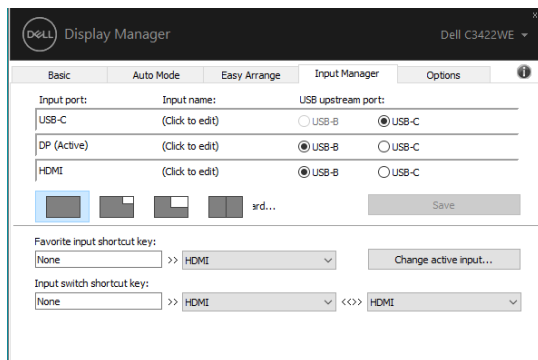 DELL Display Manager Dell C3422WE
Basic Auto Mode Easy Arrange Input Manager Options
Input port: Input name: USB upstream port:
USB-C (Click to edit) USB-B USB-C
DP (Active) (Click to edit) USB-B USB-C
HDMI (Click to edit) USB-B USB-C
ard... Save
Favorite input shortcut key:
None >> HDMI Change active input...
Input switch shortcut key:
None >> HDMI <<>> HDMI